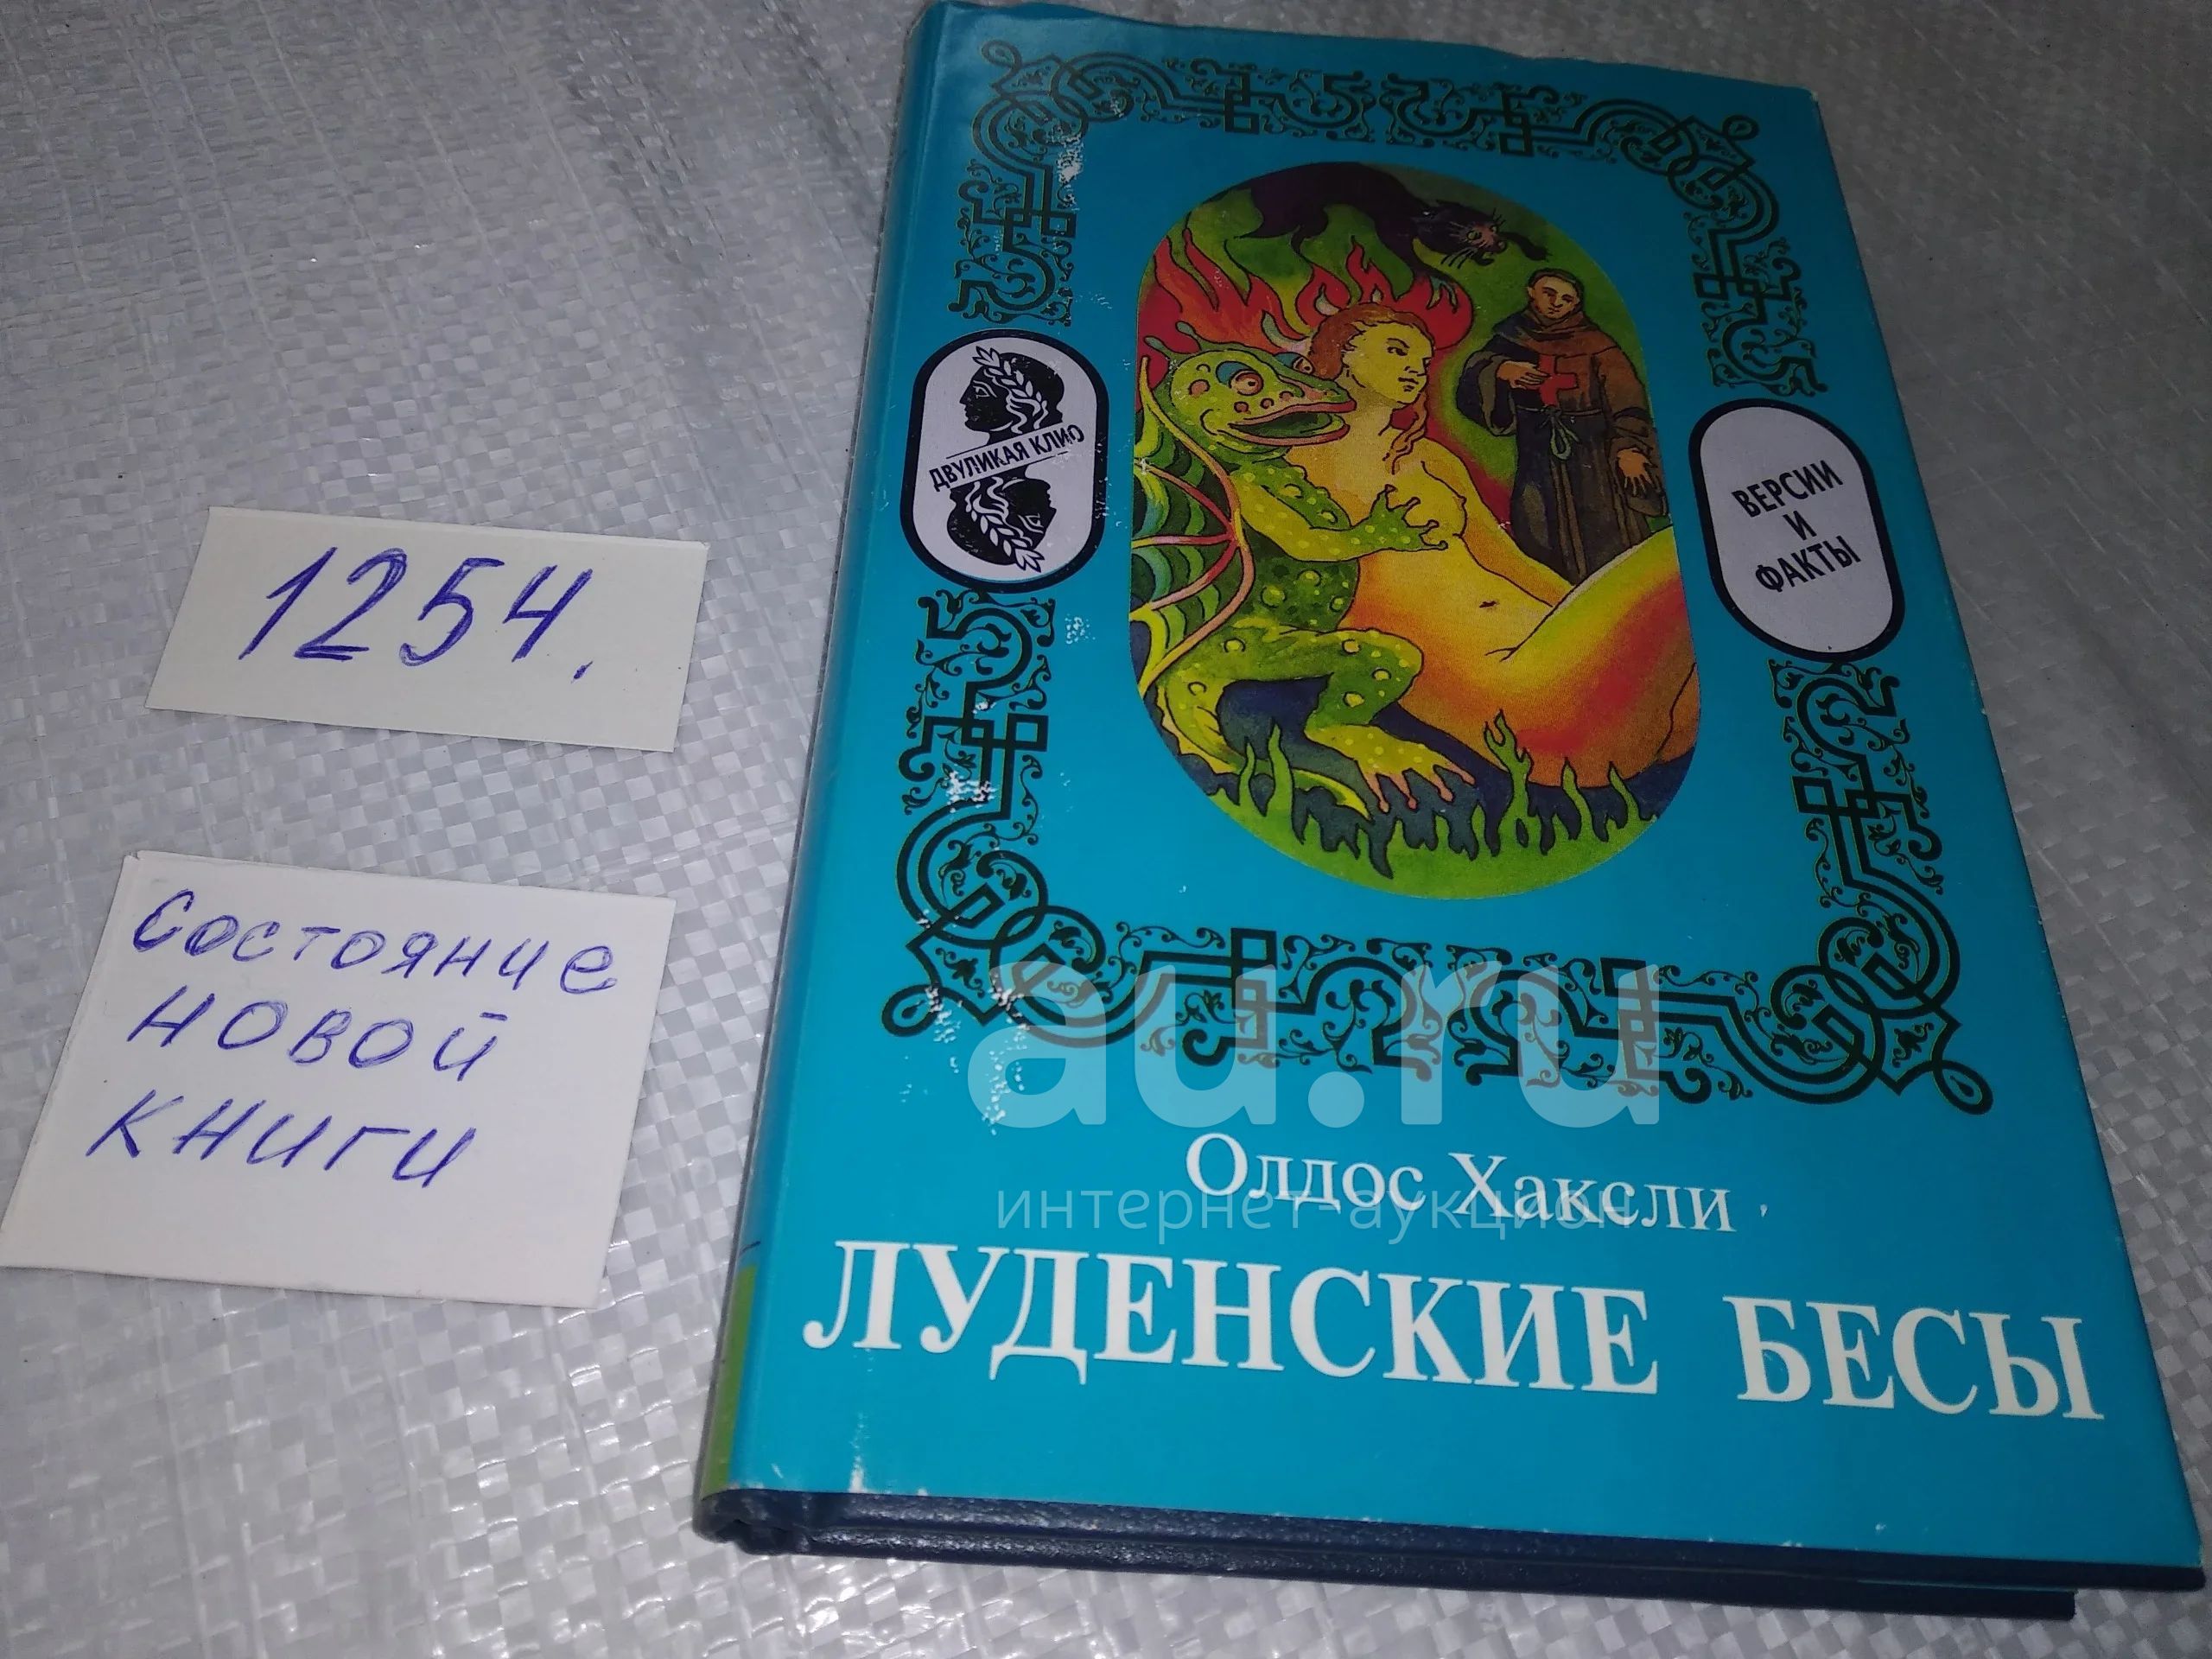 1254.
Состояние
новой
книги
ДВУЛИКАЯ КЛИО
ВЕРСИИ
И
ФАКТЫ
au.ru
интернет-аукцион
Олдос Хаксли
ЛУДЕНСКИЕ БЕСЫ